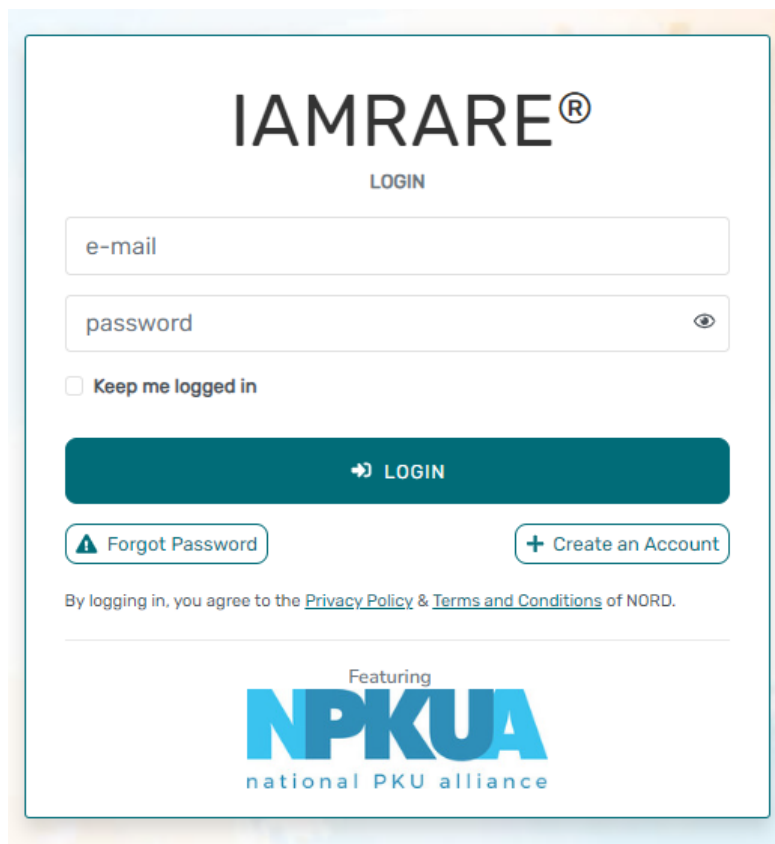 IAMRARE®
LOGIN
e-mail
password
Keep me logged in
LOGIN
Forgot Password
Create an Account
By logging in, you agree to the Privacy Policy & Terms and Conditions of NORD.
Featuring
NPKUA
national PKU alliance